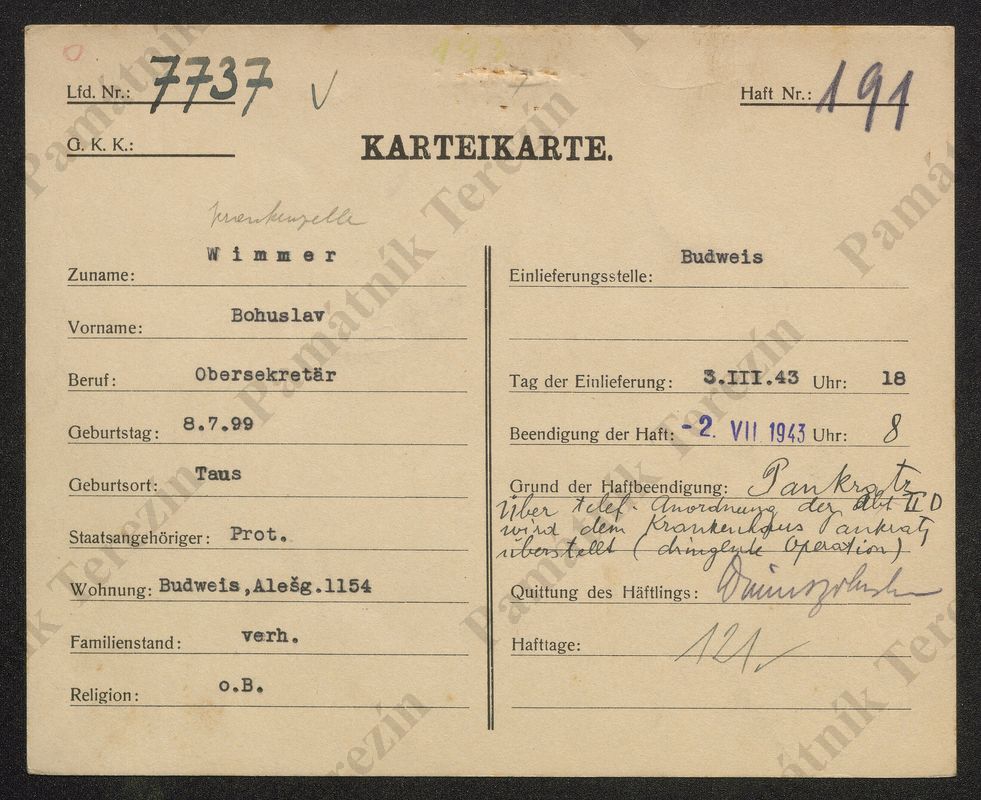 Lfd. Nr.: 7737 √
Haft Nr.: 191
G. K. K.:
KARTEIKARTE.
Krankenzelle
Zuname: Wimmer
Vorname: Bohuslav
Beruf: Obersekretär
Geburtstag: 8.7.99
Geburtsort: Taus
Staatsangehöriger: Prot.
Wohnung: Budweis, Alešg.1154
Familienstand: verh.
Religion: o.B.
Einlieferungsstelle: Budweis
Tag der Einlieferung: 3.III.43 Uhr: 18
Beendigung der Haft: -2. VII 1943 Uhr: 8
Grund der Haftbeendigung: Pankratz
Über telef. Anordnung der Abt II D
wird dem Krankenhaus Pankratz
überstellt (dringende Operation)
Quittung des Häftlings:
Hafttage: 121
Památník Terezín